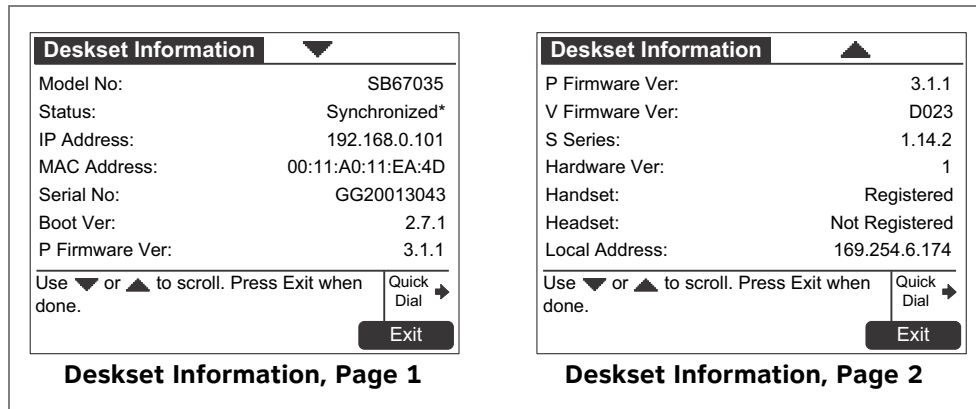 Deskset Information
Model No: SB67035
Status: Synchronized*
IP Address: 192.168.0.101
MAC Address: 00:11:A0:11:EA:4D
Serial No: GG20013043
Boot Ver: 2.7.1
P Firmware Ver: 3.1.1
Use or to scroll. Press Exit when
done.
Quick
Dial
Exit
Deskset Information, Page 1
Deskset Information
P Firmware Ver: 3.1.1
V Firmware Ver: D023
S Series: 1.14.2
Hardware Ver: 1
Handset: Registered
Headset: Not Registered
Local Address: 169.254.6.174
Use or to scroll. Press Exit when
done.
Quick
Dial
Exit
Deskset Information, Page 2